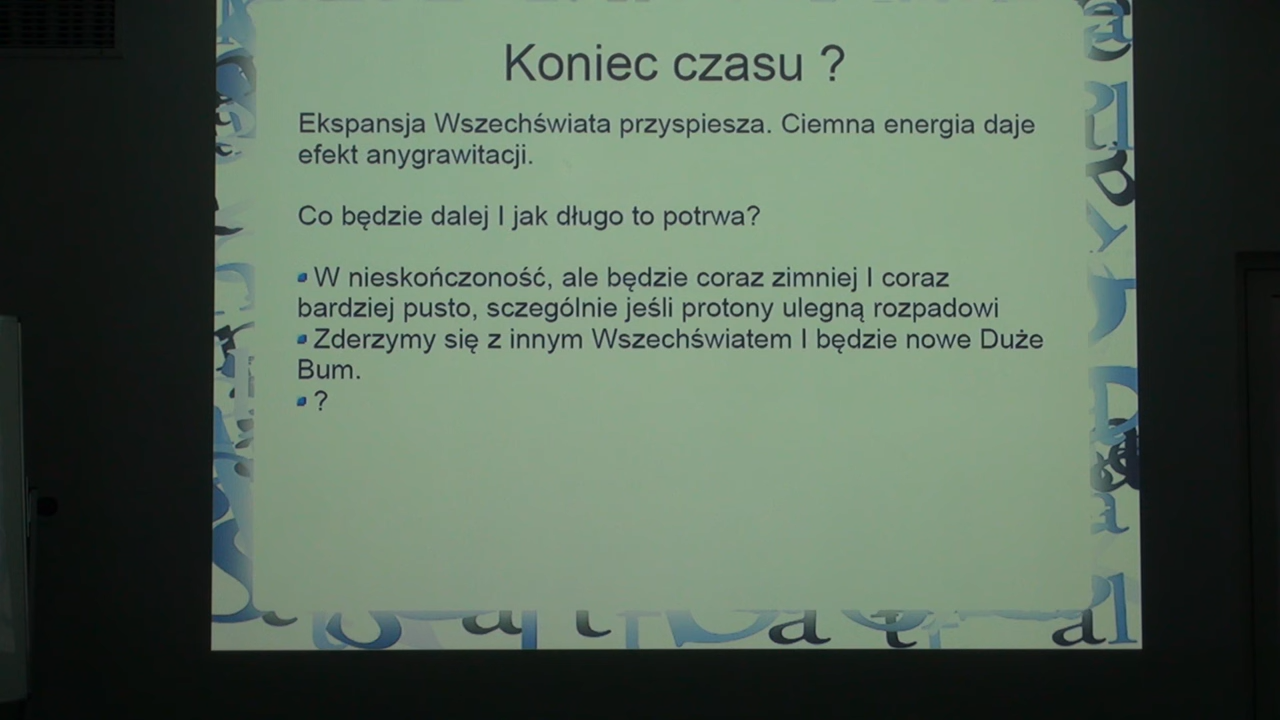 Koniec czasu ?
Ekspansja Wszechświata przyspiesza. Ciemna energia daje
efekt anygrawitacji.
Co będzie dalej I jak długo to potrwa?
W nieskończoność, ale będzie coraz zimniej I coraz
bardziej pusto, sczególnie jeśli protony ulegną rozpadowi
Zderzymy się z innym Wszechświatem I będzie nowe Duże
Bum.
?